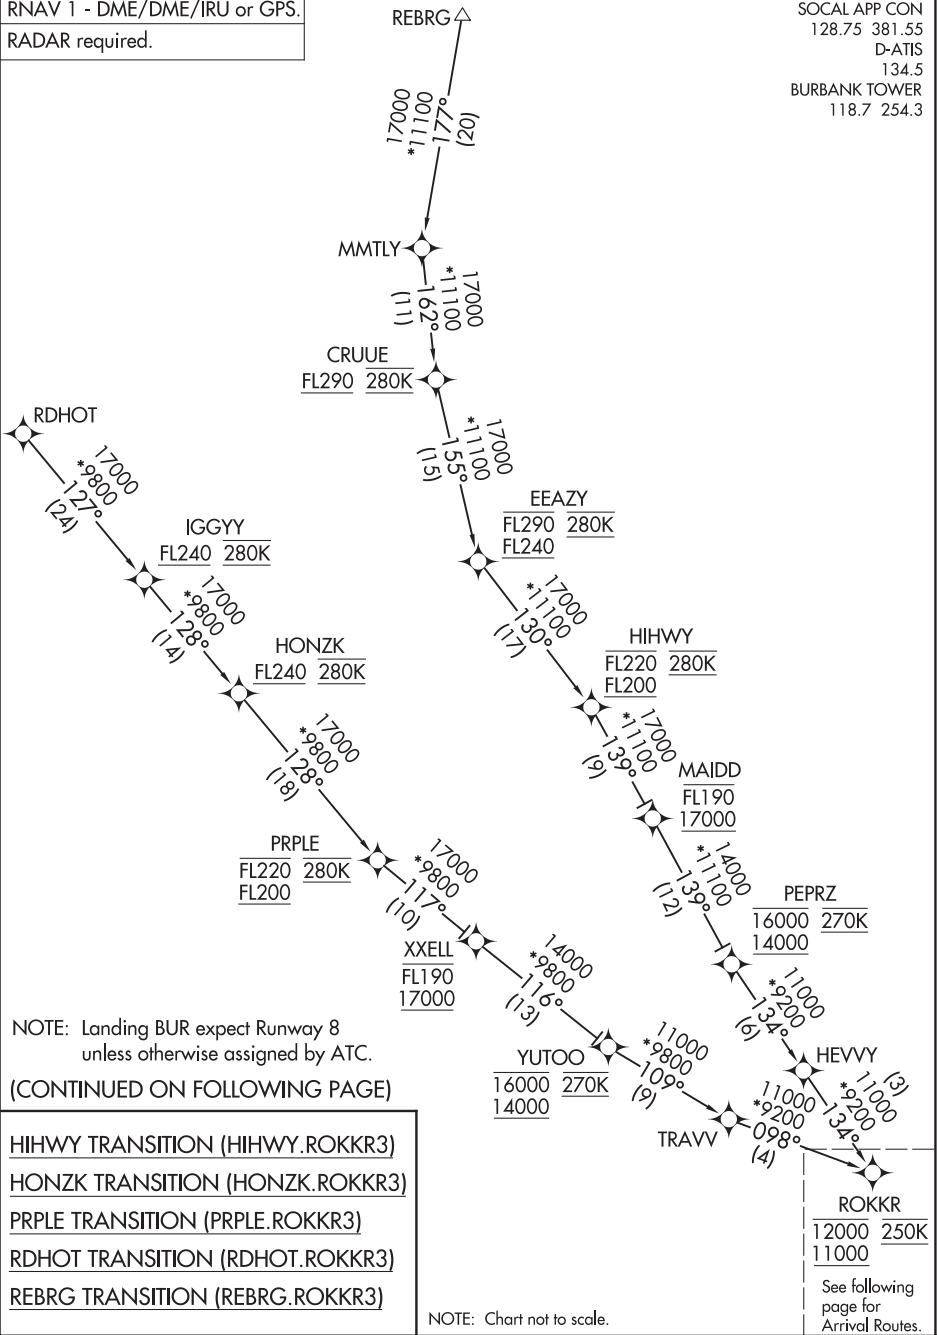 RNAV 1 - DME/DME/IRU or GPS.
RADAR required.
SOCAL APP CON
128.75 381.55
D-ATIS
134.5
BURBANK TOWER
118.7 254.3
REBRG
17000
*11100
177°
(20)
MMTLY
17000
*11100
162°
(11)
CRUUE
FL290 280K
17000
*11100
155°
(15)
RDHOT
17000
*9800
127°
(24)
EEAZY
FL290 280K
FL240
IGGYY
FL240 280K
17000
*11100
130°
(17)
17000
*9800
128°
(14)
HIHWY
FL220 280K
FL200
HONZK
FL240 280K
17000
*11100
139°
(9)
17000
*9800
128°
(18)
MAIDD
FL190
17000
PRPLE
FL220 280K
FL200
14000
*11100
139°
(12)
17000
*9800
117°
(10)
PEPRZ
16000 270K
14000
XXELL
FL190
17000
14000
*9800
116°
(13)
11000
*9200
134°
(6)
NOTE: Landing BUR expect Runway 8
unless otherwise assigned by ATC.
(CONTINUED ON FOLLOWING PAGE)
YUTOO
16000 270K
14000
11000
*9800
109°
(9)
HEVVY
(3)
11000
*9200
134°
TRAVV
11000
*9200
098°
(4)
ROKKR
12000 250K
11000
See following
page for
Arrival Routes.
HIHWY TRANSITION (HIHWY.ROKKR3)
HONZK TRANSITION (HONZK.ROKKR3)
PRPLE TRANSITION (PRPLE.ROKKR3)
RDHOT TRANSITION (RDHOT.ROKKR3)
REBRG TRANSITION (REBRG.ROKKR3)
NOTE: Chart not to scale.